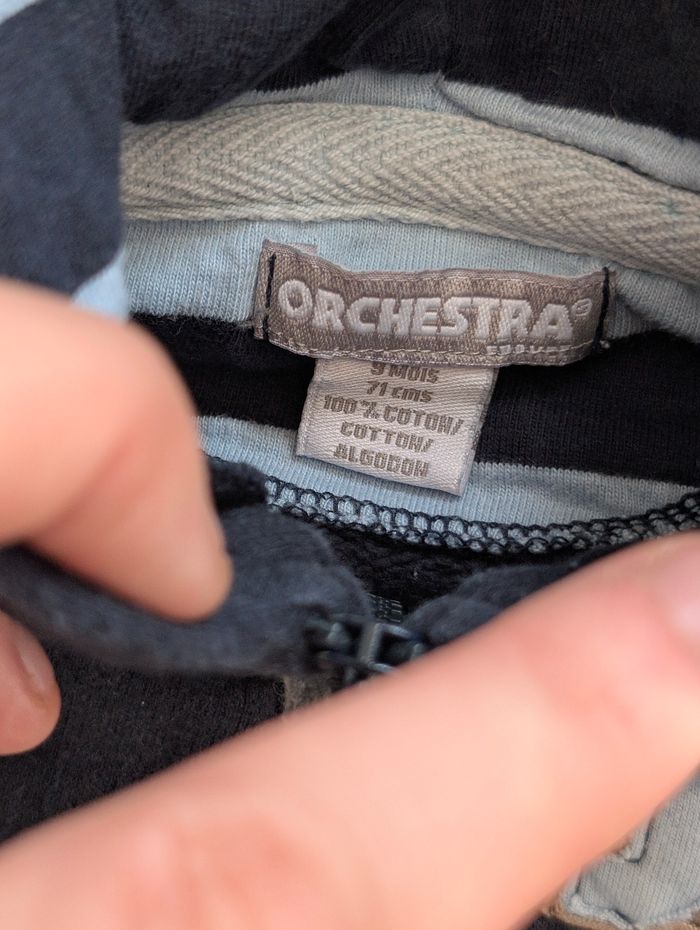 ORCHESTRA®
9 MOIS
71 cms
100 % COTON/
COTTON/
ALGODON